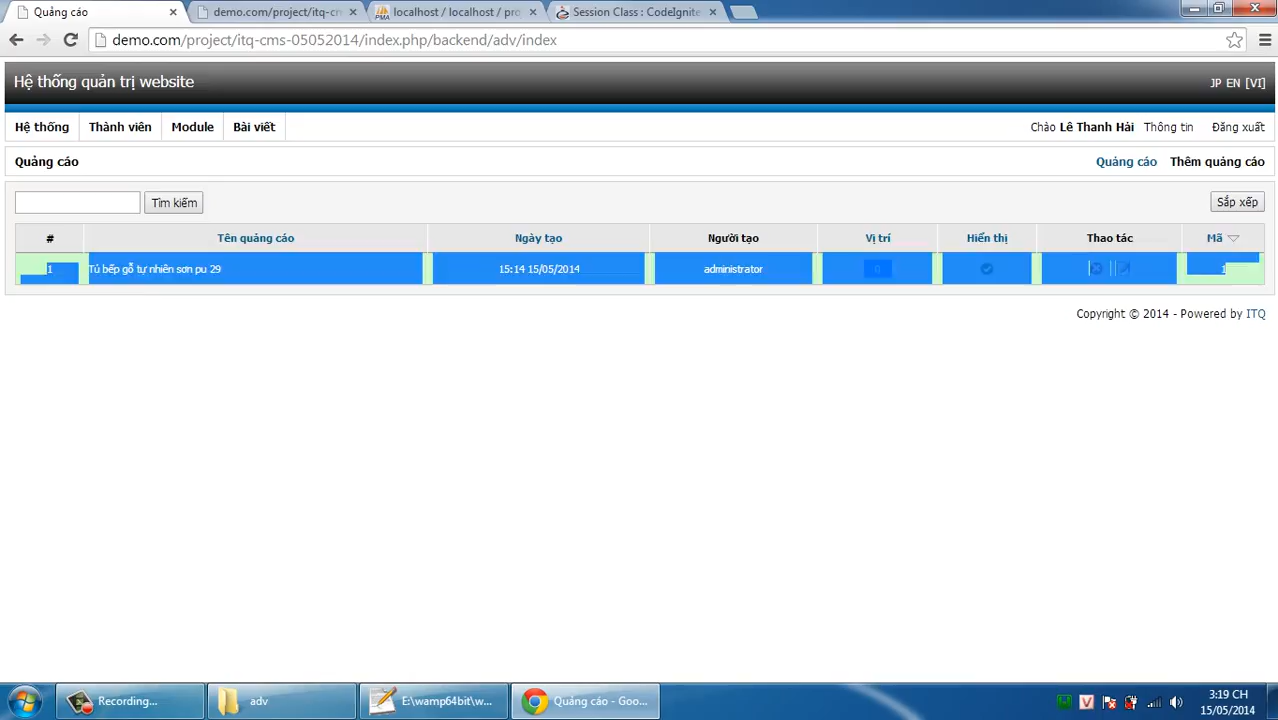 Quảng cáo
demo.com/project/itq-cm
localhost / localhost / pro
Session Class : CodeIgnite
demo.com/project/itq-cms-05052014/index.php/backend/adv/index
Hệ thống quản trị website
JP EN [VI]
Hệ thống Thành viên Module Bài viết
Chào Lê Thanh Hải Thông tin Đăng xuất
Quảng cáo
Quảng cáo Thêm quảng cáo
Tìm kiếm
Sắp xếp
# Tên quảng cáo Ngày tạo Người tạo Vị trí Hiển thị Thao tác Mã
1 Tủ bếp gỗ tự nhiên sơn pu 29 15:14 15/05/2014 administrator 0 1
Copyright © 2014 - Powered by ITQ
Recording...
adv
E:\wamp64bit\w...
Quảng cáo - Goo...
3:19 CH
15/05/2014